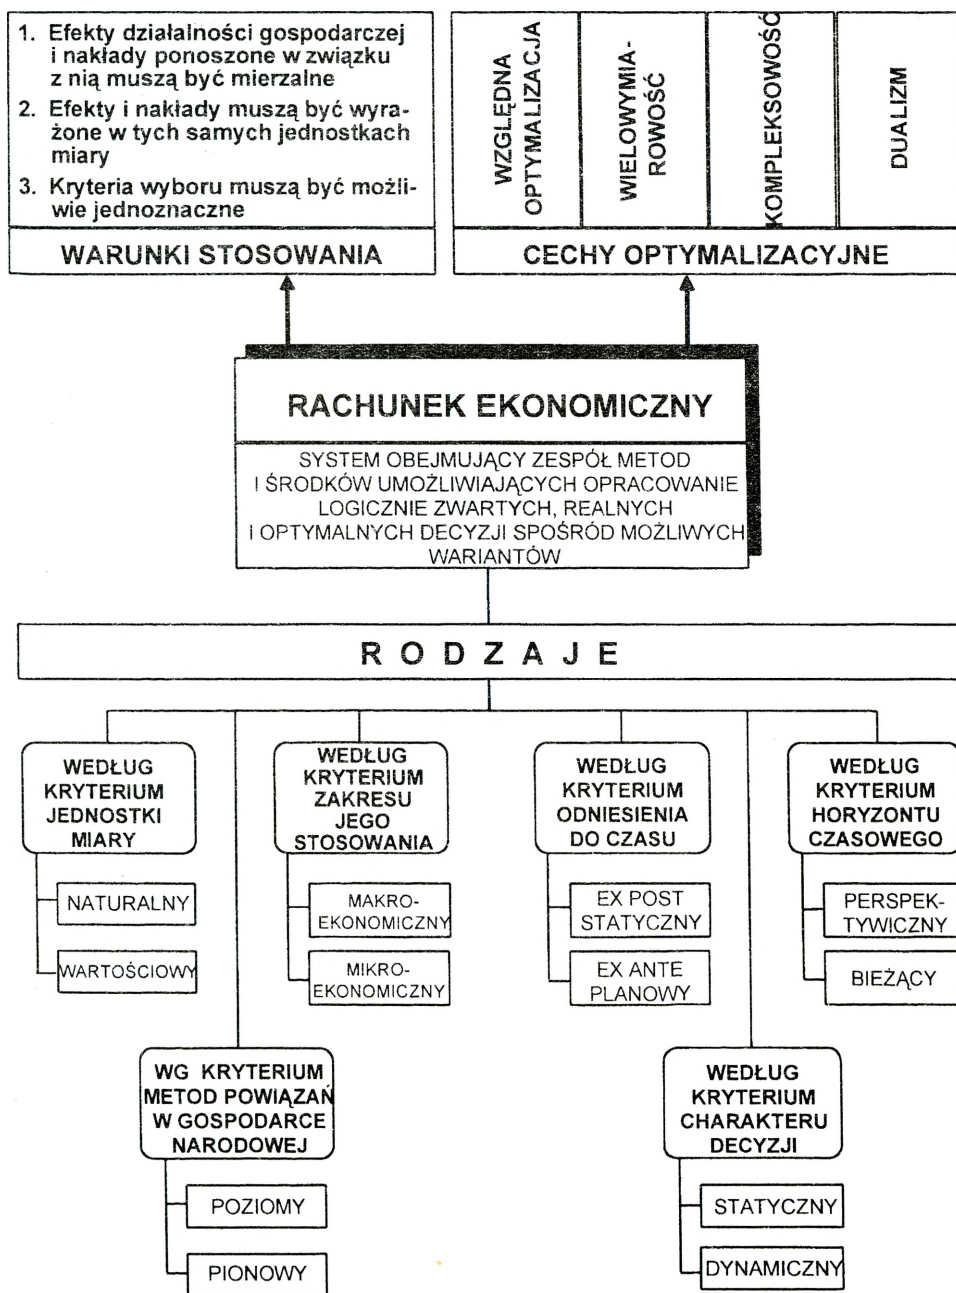 1. Efekty działalności gospodarczej
i nakłady ponoszone w związku
z nią muszą być mierzalne
2. Efekty i nakłady muszą być wyra-
żone w tych samych jednostkach
miary
3. Kryteria wyboru muszą być możli-
wie jednoznaczne
WARUNKI STOSOWANIA
WZGLĘDNA
OPTYMALIZACJA
WIELOWYMIA-
ROWOŚĆ
KOMPLEKSOWOŚĆ
DUALIZM
CECHY OPTYMALIZACYJNE
RACHUNEK EKONOMICZNY
SYSTEM OBEJMUJĄCY ZESPÓŁ METOD
I ŚRODKÓW UMOŻLIWIAJĄCYCH OPRACOWANIE
LOGICZNIE ZWARTYCH, REALNYCH
I OPTYMALNYCH DECYZJI SPOŚRÓD MOŻLIWYCH
WARIANTÓW
RODZAJE
WEDŁUG
KRYTERIUM
JEDNOSTKI
MIARY
NATURALNY
WARTOŚCIOWY
WEDŁUG
KRYTERIUM
ZAKRESU
JEGO
STOSOWANIA
MAKRO-
EKONOMICZNY
MIKRO-
EKONOMICZNY
WEDŁUG
KRYTERIUM
ODNIESIENIA
DO CZASU
EX POST
STATYCZNY
EX ANTE
PLANOWY
WEDŁUG
KRYTERIUM
HORYZONTU
CZASOWEGO
PERSPEK-
TYWICZNY
BIEŻĄCY
WG KRYTERIUM
METOD POWIĄZAŃ
W GOSPODARCE
NARODOWEJ
POZIOMY
PIONOWY
WEDŁUG
KRYTERIUM
CHARAKTERU
DECYZJI
STATYCZNY
DYNAMICZNY